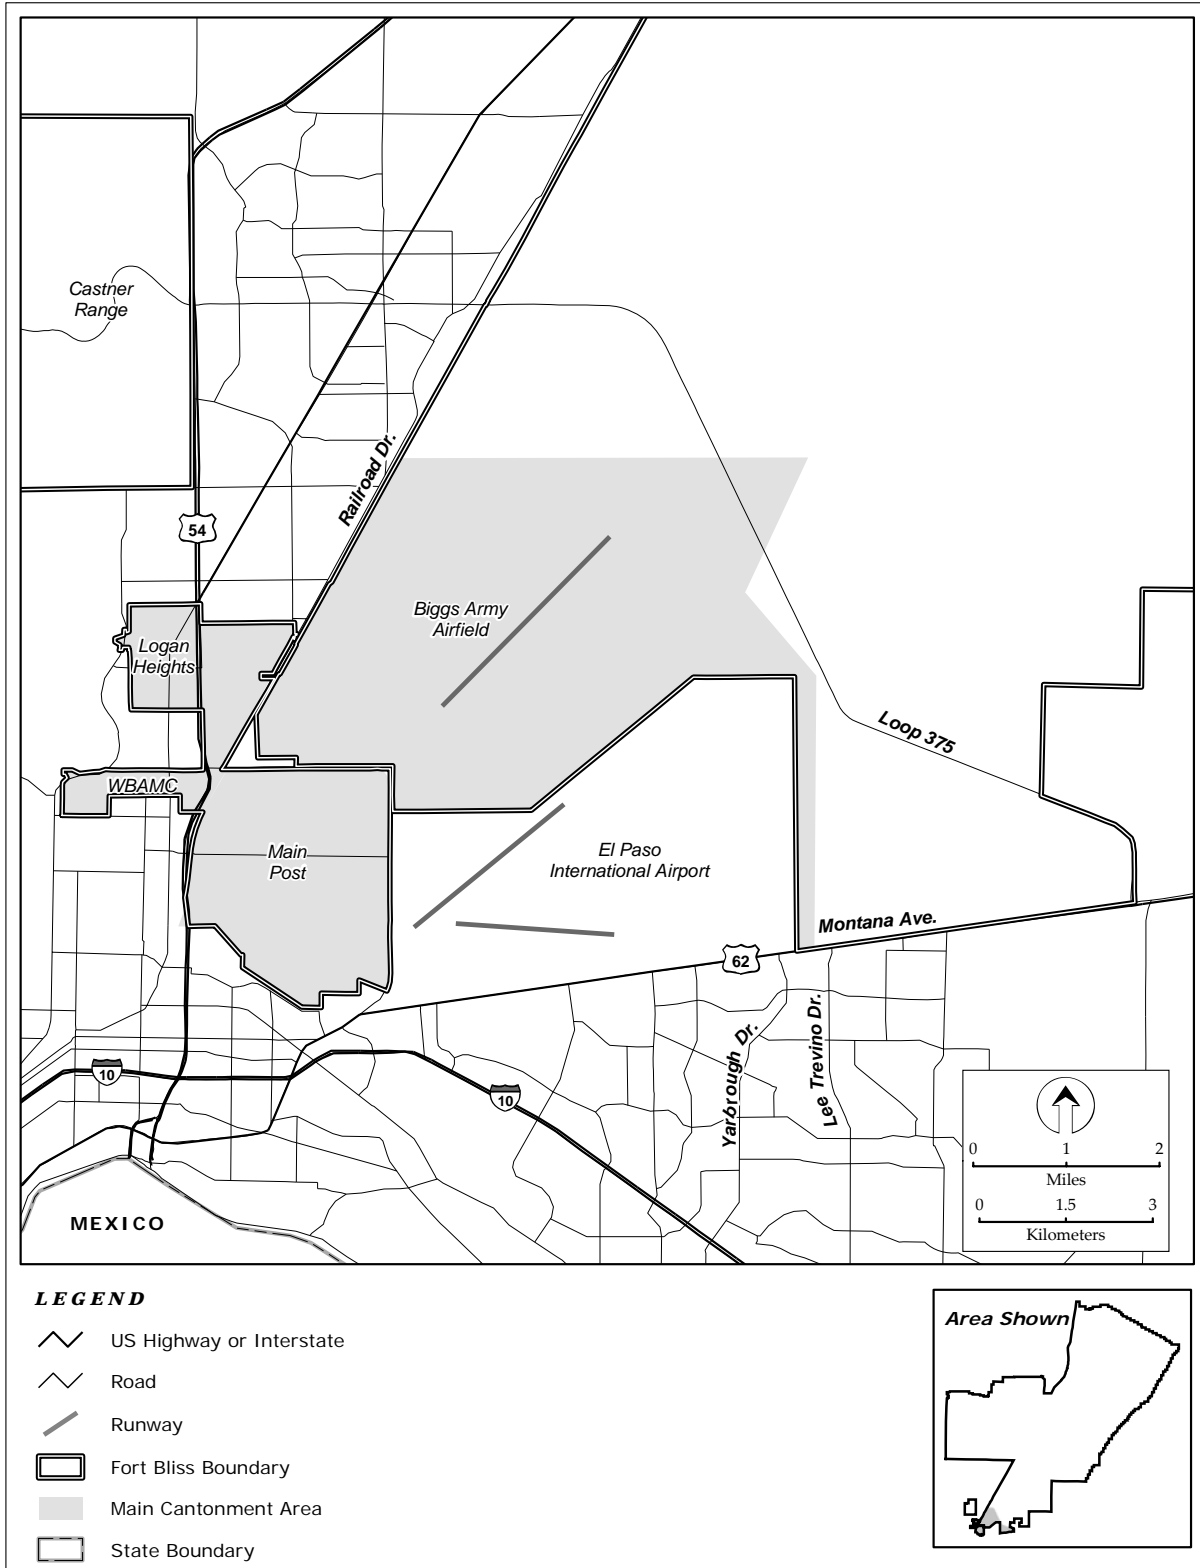 Castner
Range
Railroad Dr.
54
Biggs Army
Airfield
Logan
Heights
Loop 375
WBAMC
Main
Post
El Paso
International Airport
Montana Ave.
62
Yarbrough Dr.
Lee Trevino Dr.
10
10
0 1 2
Miles
0 1.5 3
Kilometers
MEXICO
LEGEND
US Highway or Interstate
Road
Runway
Fort Bliss Boundary
Main Cantonment Area
State Boundary
Area Shown